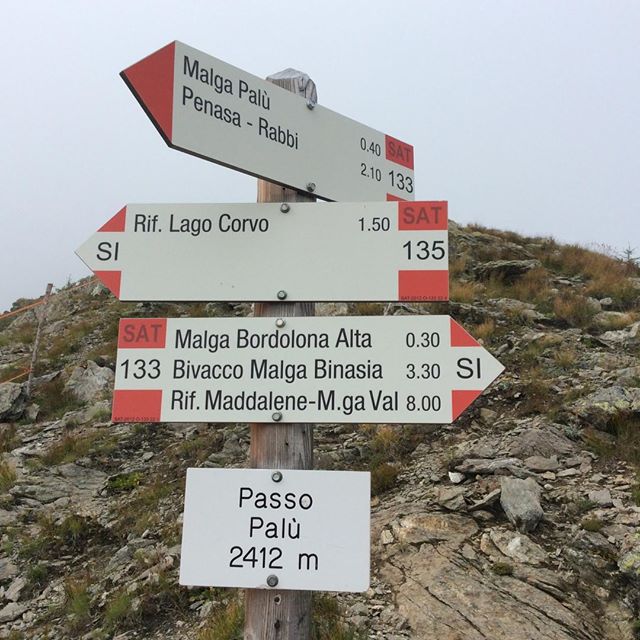 Malga Palù 0.40 SAT
Penasa - Rabbi 2.10 133
Rif. Lago Corvo 1.50 SAT
SI 135
SAT Malga Bordolona Alta 0.30
133 Bivacco Malga Binasia 3.30 SI
Rif. Maddalene-M.ga Val 8.00
Passo
Palù
2412 m